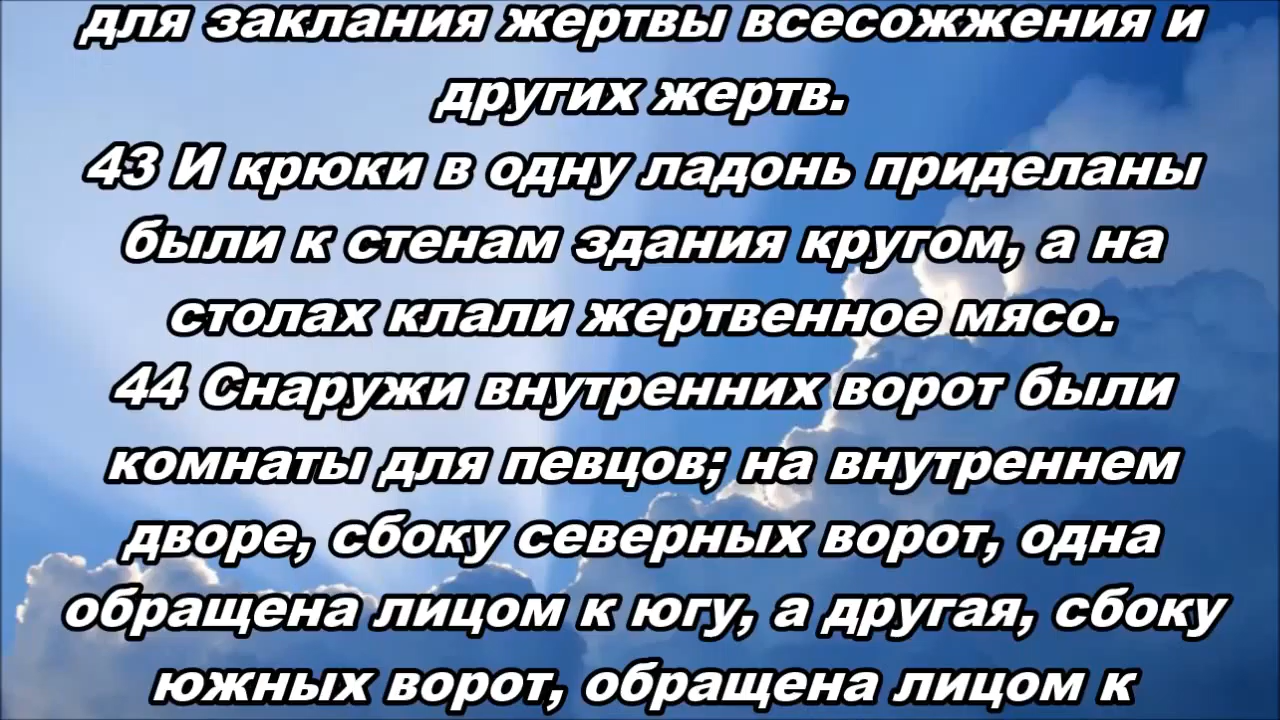 для заклания жертвы всесожжения и
других жертв.
43 И крюки в одну ладонь приделаны
были к стенам здания кругом, а на
столах клали жертвенное мясо.
44 Снаружи внутренних ворот были
комнаты для певцов; на внутреннем
дворе, сбоку северных ворот, одна
обращена лицом к югу, а другая, сбоку
южных ворот, обращена лицом к